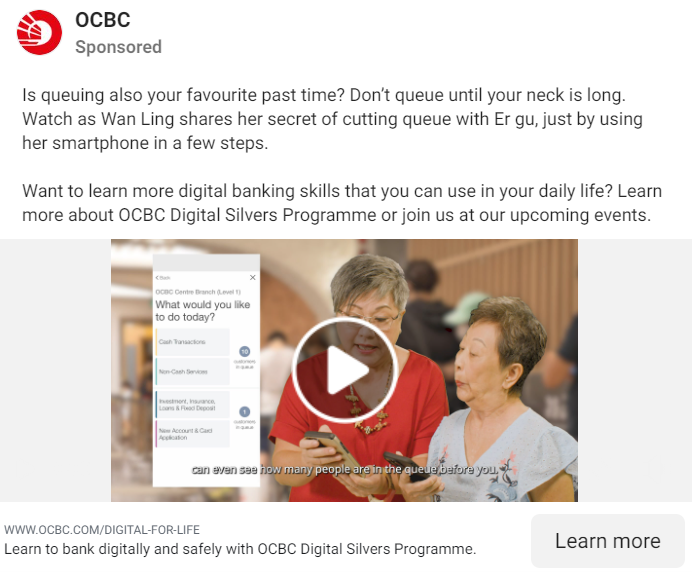 OCBC
Sponsored
Is queuing also your favourite past time? Don't queue until your neck is long.
Watch as Wan Ling shares her secret of cutting queue with Er gu, just by using
her smartphone in a few steps.
Want to learn more digital banking skills that you can use in your daily life? Learn
more about OCBC Digital Silvers Programme or join us at our upcoming events.
Back
OCBC Centre Branch (Level 1)
What would you like
to do today?
Cash Transactions
19
customers
in queue
Non-Cash Services
Investment, Insurance,
Loans & Fixed Deposit
1
customers
in queue
New Account & Card
Application
can even see how many people are in the queue before you.
WWW.OCBC.COM/DIGITAL-FOR-LIFE
Learn to bank digitally and safely with OCBC Digital Silvers Programme.
Learn more